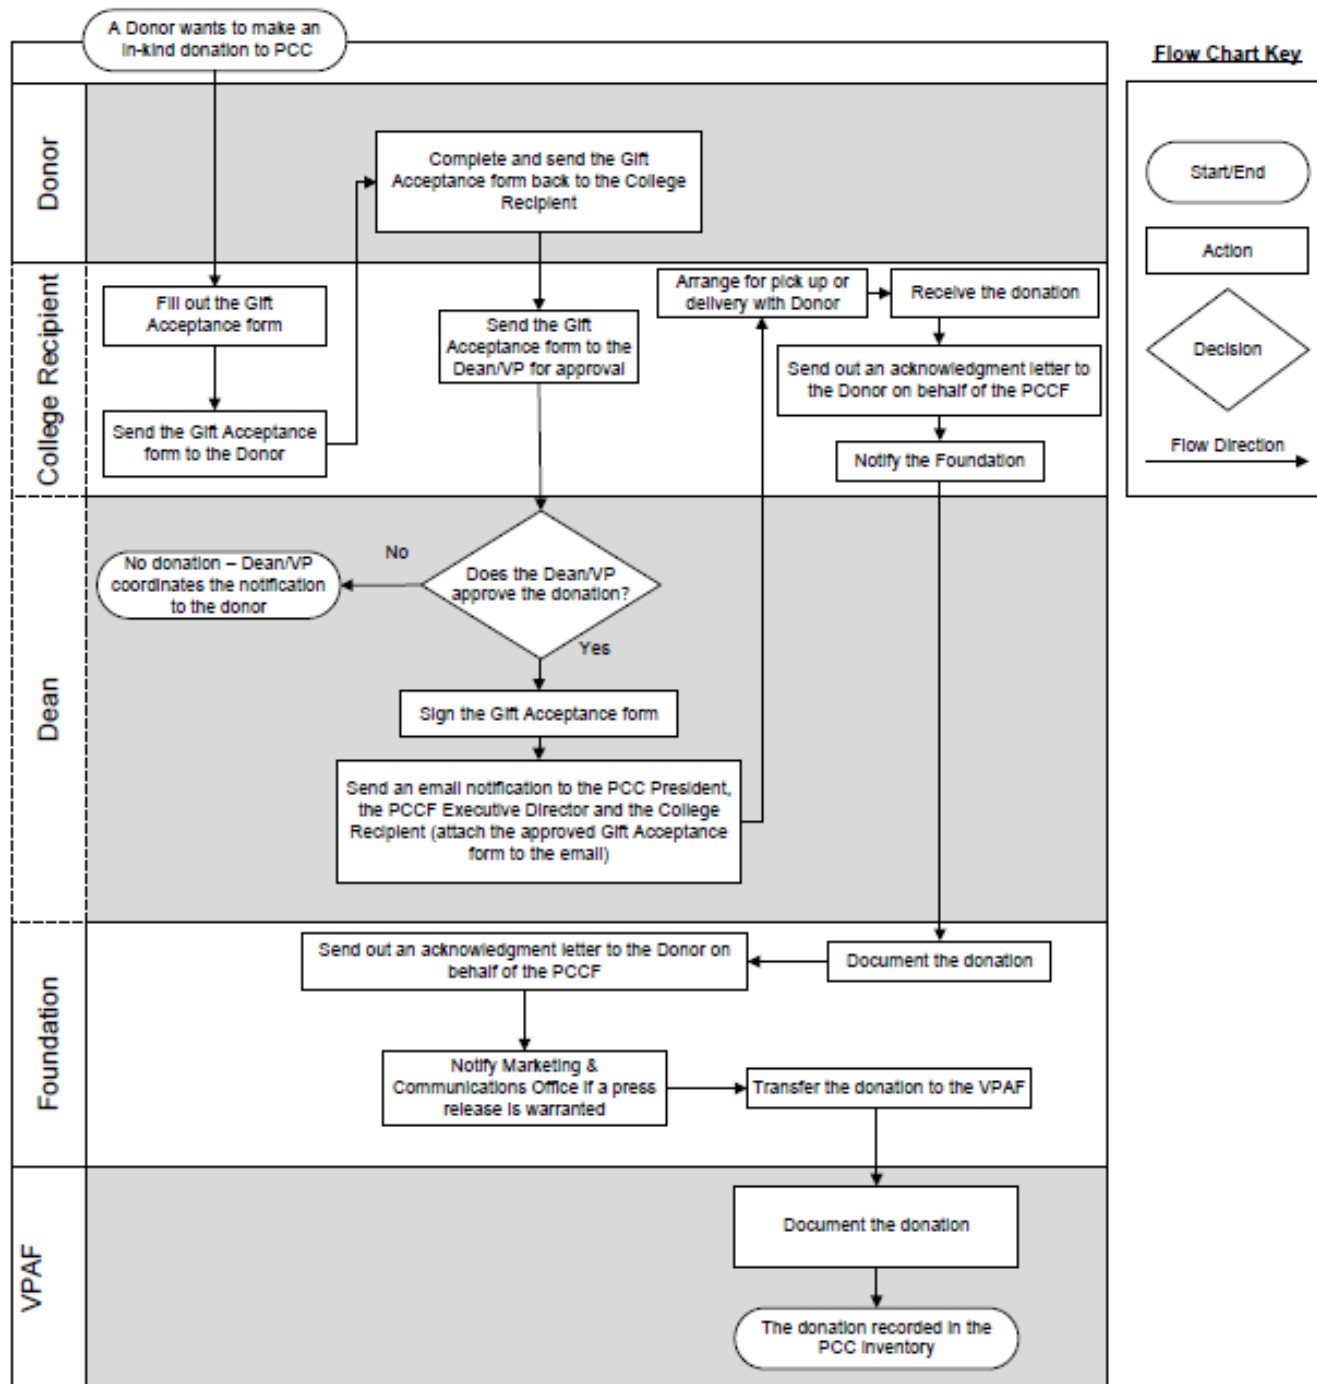 A Donor wants to make an
in-kind donation to PCC
Flow Chart Key
Start/End
Action
Decision
Flow Direction
Donor
Complete and send the Gift
Acceptance form back to the College
Recipient
College Recipient
Fill out the Gift
Acceptance form
Send the Gift Acceptance
form to the Donor
Send the Gift
Acceptance form to the
Dean/VP for approval
Arrange for pick up or
delivery with Donor
Receive the donation
Send out an acknowledgment letter to
the Donor on behalf of the PCCF
Notify the Foundation
Dean
No
No donation – Dean/VP
coordinates the notification
to the donor
Does the Dean/VP
approve the donation?
Yes
Sign the Gift Acceptance form
Send an email notification to the PCC President,
the PCCF Executive Director and the College
Recipient (attach the approved Gift Acceptance
form to the email)
Foundation
Send out an acknowledgment letter to the Donor on
behalf of the PCCF
Document the donation
Notify Marketing &
Communications Office if a press
release is warranted
Transfer the donation to the VPAF
VPAF
Document the donation
The donation recorded in the
PCC Inventory